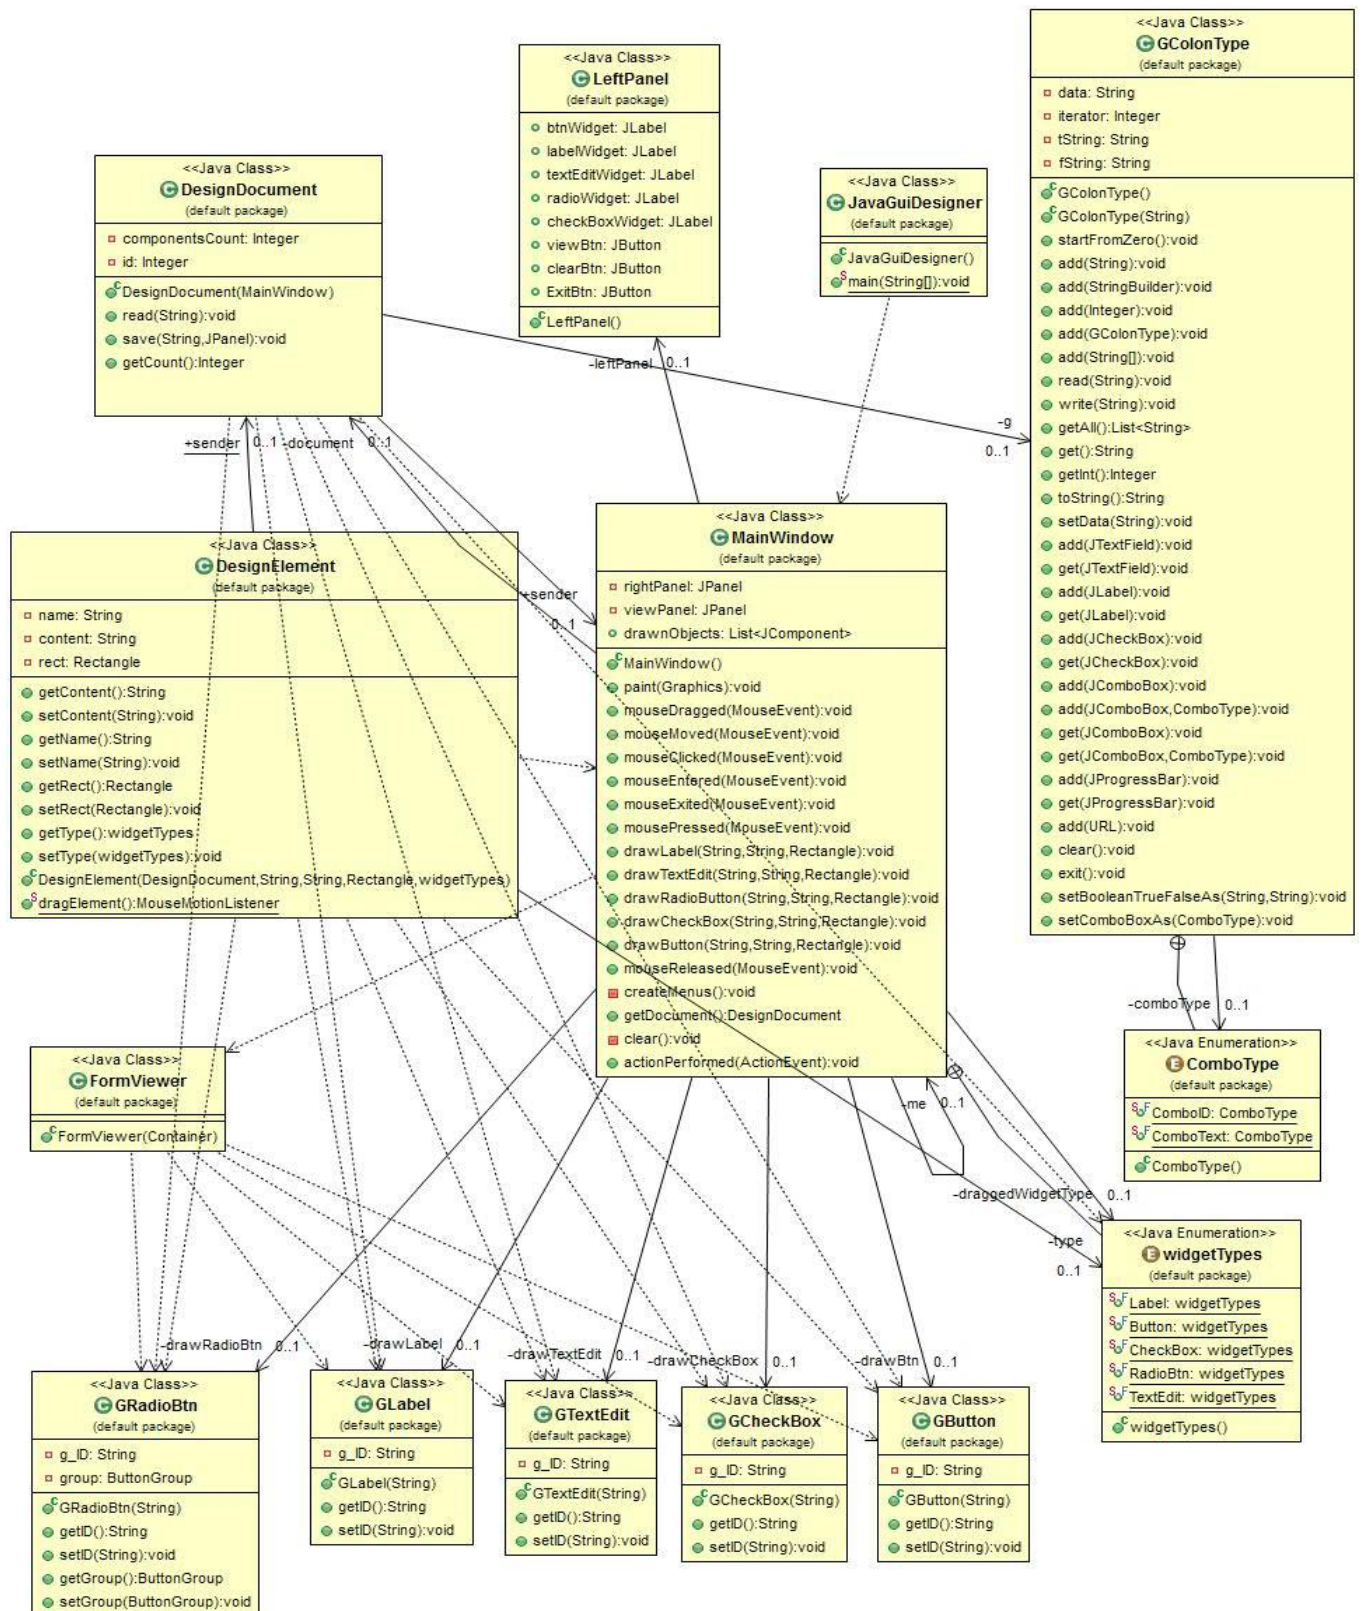 <<Java Class>>
GColonType
(default package)
data: String
iterator: Integer
tString: String
fString: String
GColonType()
GColonType(String)
startFromZero():void
add(String):void
add(StringBuilder):void
add(Integer):void
add(GColonType):void
add(String[]):void
read(String):void
write(String):void
getAll():List<String>
get():String
getInt():Integer
toString():String
setData(String):void
add(JTextField):void
get(JTextField):void
add(JLabel):void
get(JLabel):void
add(JCheckBox):void
get(JCheckBox):void
add(JComboBox):void
add(JComboBox,ComboType):void
get(JComboBox):void
get(JComboBox,ComboType):void
add(JProgressBar):void
get(JProgressBar):void
add(URL):void
clear():void
exit():void
setBooleanTrueFalseAs(String,String):void
setComboBoxAs(ComboType):void
<<Java Class>>
LeftPanel
(default package)
btnWidget: JLabel
labelWidget: JLabel
textEditWidget: JLabel
radioWidget: JLabel
checkBoxWidget: JLabel
viewBtn: JButton
clearBtn: JButton
ExitBtn: JButton
LeftPanel()
<<Java Class>>
DesignDocument
(default package)
componentsCount: Integer
id: Integer
DesignDocument(MainWindow)
read(String):void
save(String,JPanel):void
getCount():Integer
<<Java Class>>
JavaGuiDesigner
(default package)
JavaGuiDesigner()
main(String[]):void
-leftPanel 0..1
-g
0..1
+sender 0..1
-document 0..1
<<Java Class>>
DesignElement
(default package)
name: String
content: String
rect: Rectangle
getContent():String
setContent(String):void
getName():String
setName(String):void
getRect():Rectangle
setRect(Rectangle):void
getType():widgetTypes
setType(widgetTypes):void
DesignElement(DesignDocument,String,String,Rectangle,widgetTypes)
dragElement():MouseMotionListener
+sender
0..1
<<Java Class>>
MainWindow
(default package)
rightPanel: JPanel
viewPanel: JPanel
drawnObjects: List<JComponent>
MainWindow()
paint(Graphics):void
mouseDragged(MouseEvent):void
mouseMoved(MouseEvent):void
mouseClicked(MouseEvent):void
mouseEntered(MouseEvent):void
mouseExited(MouseEvent):void
mousePressed(MouseEvent):void
drawLabel(String,String,Rectangle):void
drawTextEdit(String,String,Rectangle):void
drawRadioButton(String,String,Rectangle):void
drawCheckBox(String,String,Rectangle):void
drawButton(String,String,Rectangle):void
mouseReleased(MouseEvent):void
createMenus():void
getDocument():DesignDocument
clear():void
actionPerformed(ActionEvent):void
-comboType 0..1
<<Java Enumeration>>
ComboType
(default package)
ComboID: ComboType
ComboText: ComboType
ComboType()
<<Java Class>>
FormViewer
(default package)
FormViewer(Container)
-me 0..1
-draggedWidgetType 0..1
-type
0..1
<<Java Enumeration>>
widgetTypes
(default package)
Label: widgetTypes
Button: widgetTypes
CheckBox: widgetTypes
RadioBtn: widgetTypes
TextEdit: widgetTypes
widgetTypes()
-drawRadioBtn 0..1
-drawLabel 0..1
-drawTextEdit 0..1
-drawCheckBox 0..1
-drawBtn 0..1
<<Java Class>>
GRadioBtn
(default package)
g_ID: String
group: ButtonGroup
GRadioBtn(String)
getID():String
setID(String):void
getGroup():ButtonGroup
setGroup(ButtonGroup):void
<<Java Class>>
GLabel
(default package)
g_ID: String
GLabel(String)
getID():String
setID(String):void
<<Java Class>>
GTextEdit
(default package)
g_ID: String
GTextEdit(String)
getID():String
setID(String):void
<<Java Class>>
GCheckBox
(default package)
g_ID: String
GCheckBox(String)
getID():String
setID(String):void
<<Java Class>>
GButton
(default package)
g_ID: String
GButton(String)
getID():String
setID(String):void